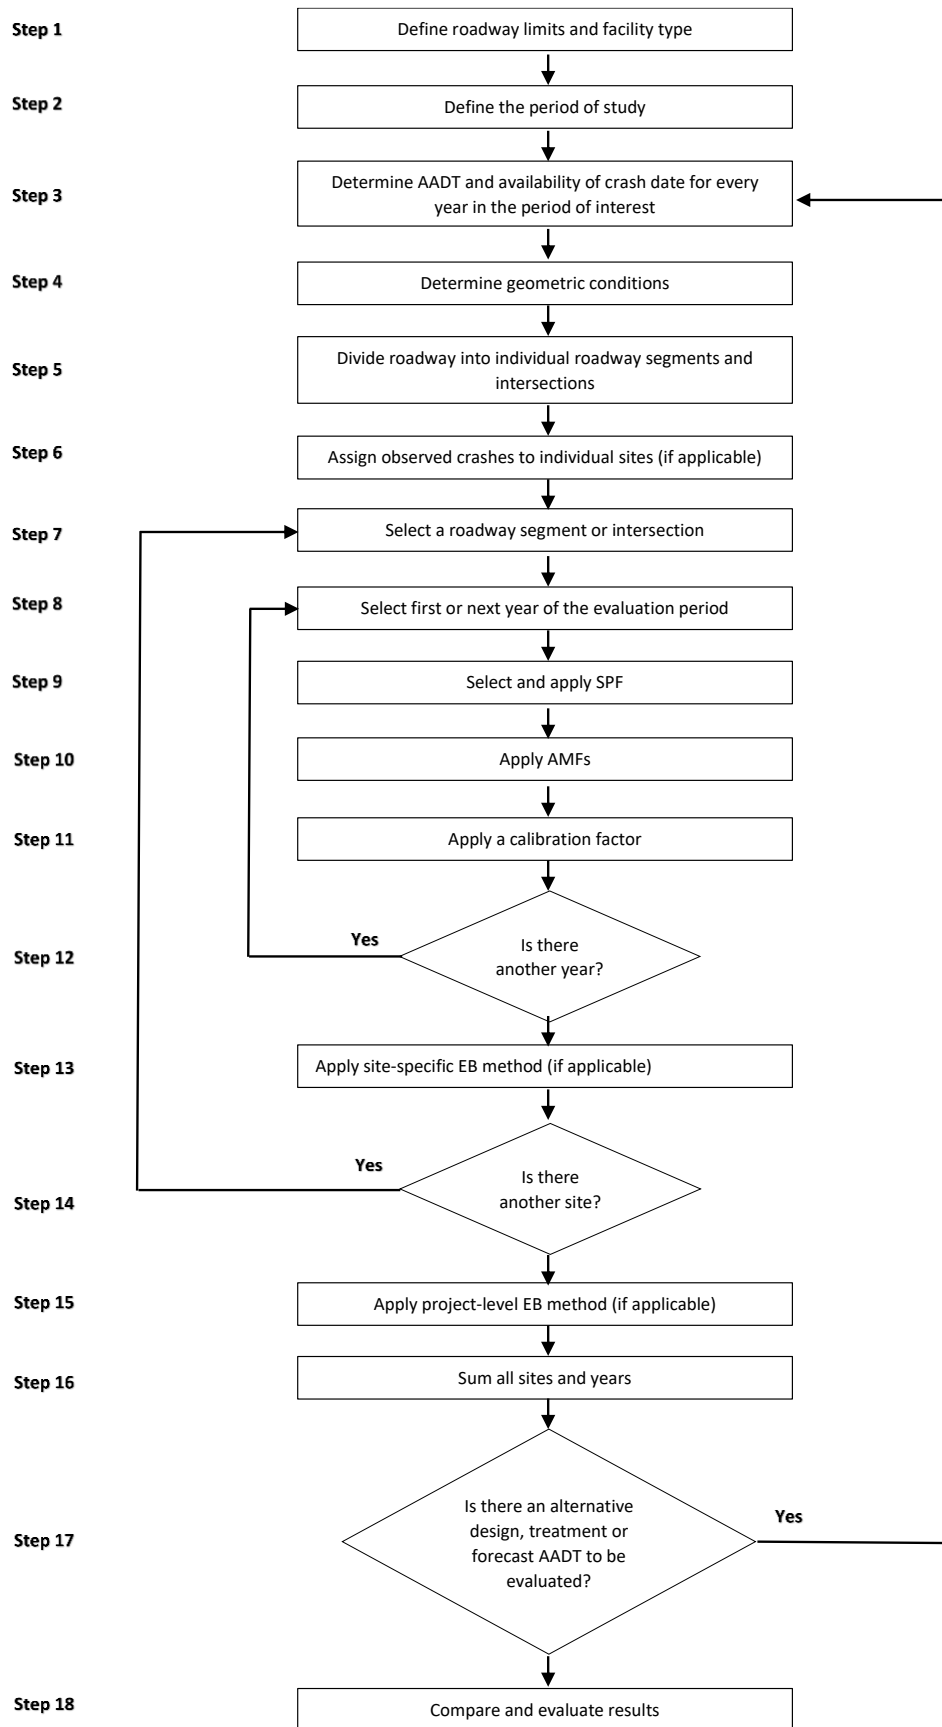 Step 1
Define roadway limits and facility type
Step 2
Define the period of study
Step 3
Determine AADT and availability of crash date for every
year in the period of interest
Step 4
Determine geometric conditions
Step 5
Divide roadway into individual roadway segments and
intersections
Step 6
Assign observed crashes to individual sites (if applicable)
Step 7
Select a roadway segment or intersection
Step 8
Select first or next year of the evaluation period
Step 9
Select and apply SPF
Step 10
Apply AMFs
Step 11
Apply a calibration factor
Step 12
Yes
Is there
another year?
Step 13
Apply site-specific EB method (if applicable)
Step 14
Yes
Is there
another site?
Step 15
Apply project-level EB method (if applicable)
Step 16
Sum all sites and years
Step 17
Is there an alternative
design, treatment or
forecast AADT to be
evaluated?
Yes
Step 18
Compare and evaluate results